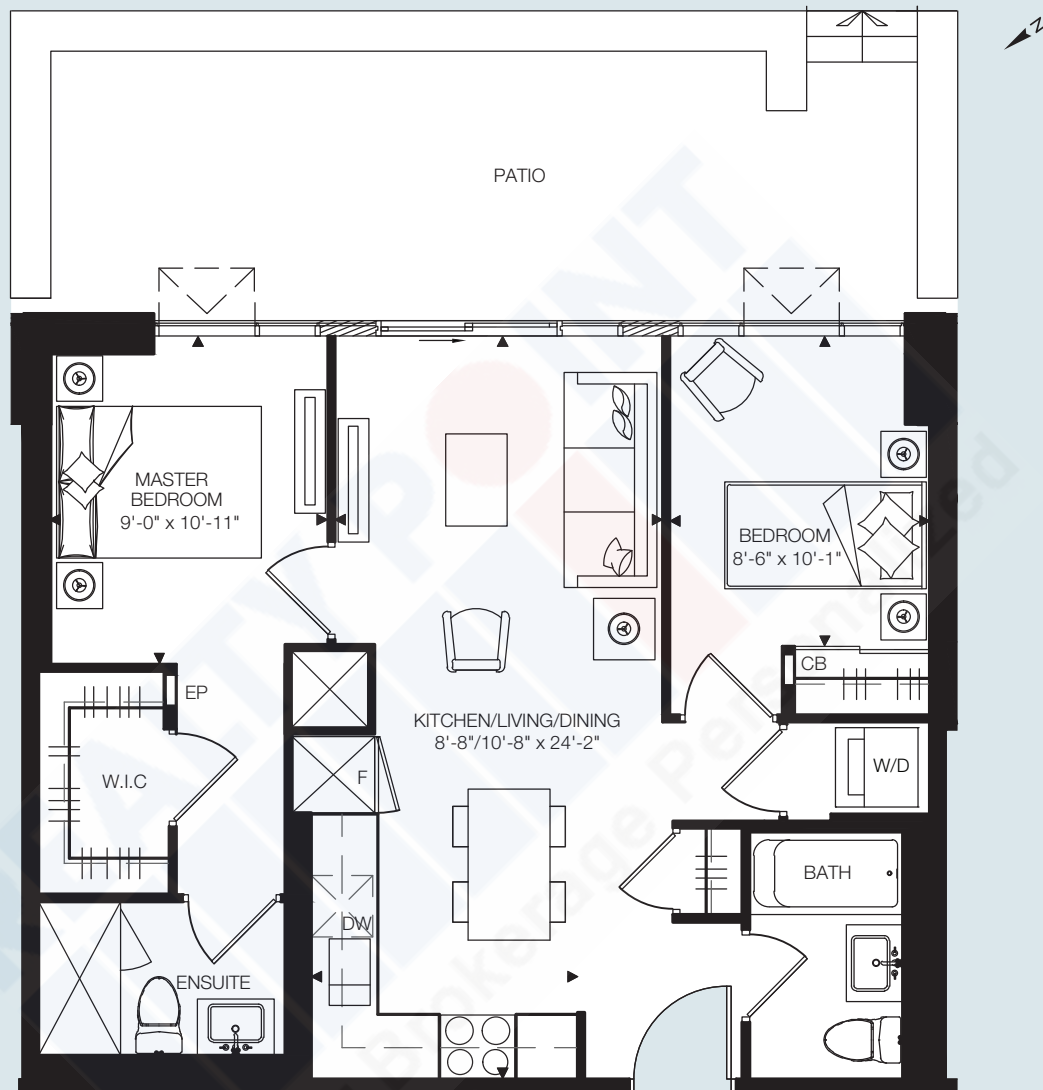 N
PATIO
MASTER
BEDROOM
9'-0" x 10'-11"
BEDROOM
8'-6" x 10'-1"
CB
EP
KITCHEN/LIVING/DINING
8'-8"/10'-8" x 24'-2"
W.I.C
F
W/D
BATH
DW
ENSUITE